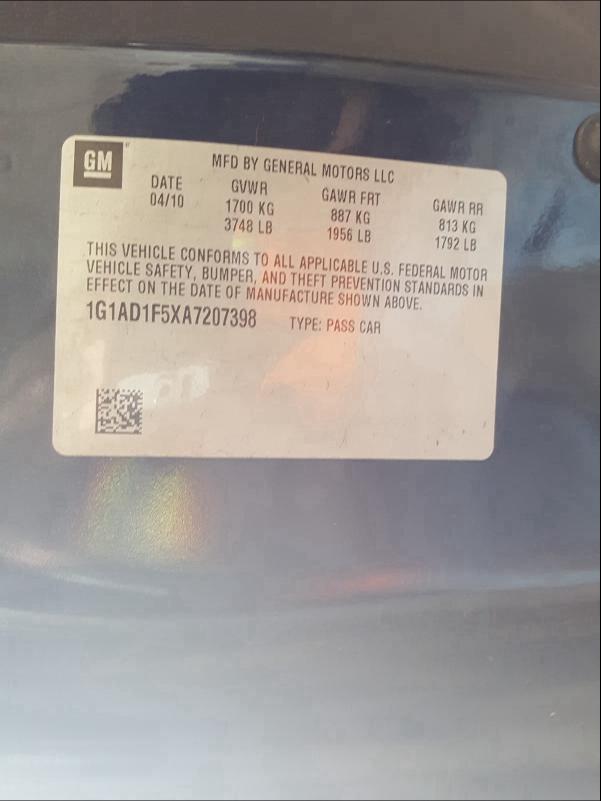 GM MFD BY GENERAL MOTORS LLC
DATE GVWR GAWR FRT GAWR RR
04/10 1700 KG 887 KG 813 KG
3748 LB 1956 LB 1792 LB
THIS VEHICLE CONFORMS TO ALL APPLICABLE U.S. FEDERAL MOTOR
VEHICLE SAFETY, BUMPER, AND THEFT PREVENTION STANDARDS IN
EFFECT ON THE DATE OF MANUFACTURE SHOWN ABOVE.
1G1AD1F5XA7207398 TYPE: PASS CAR